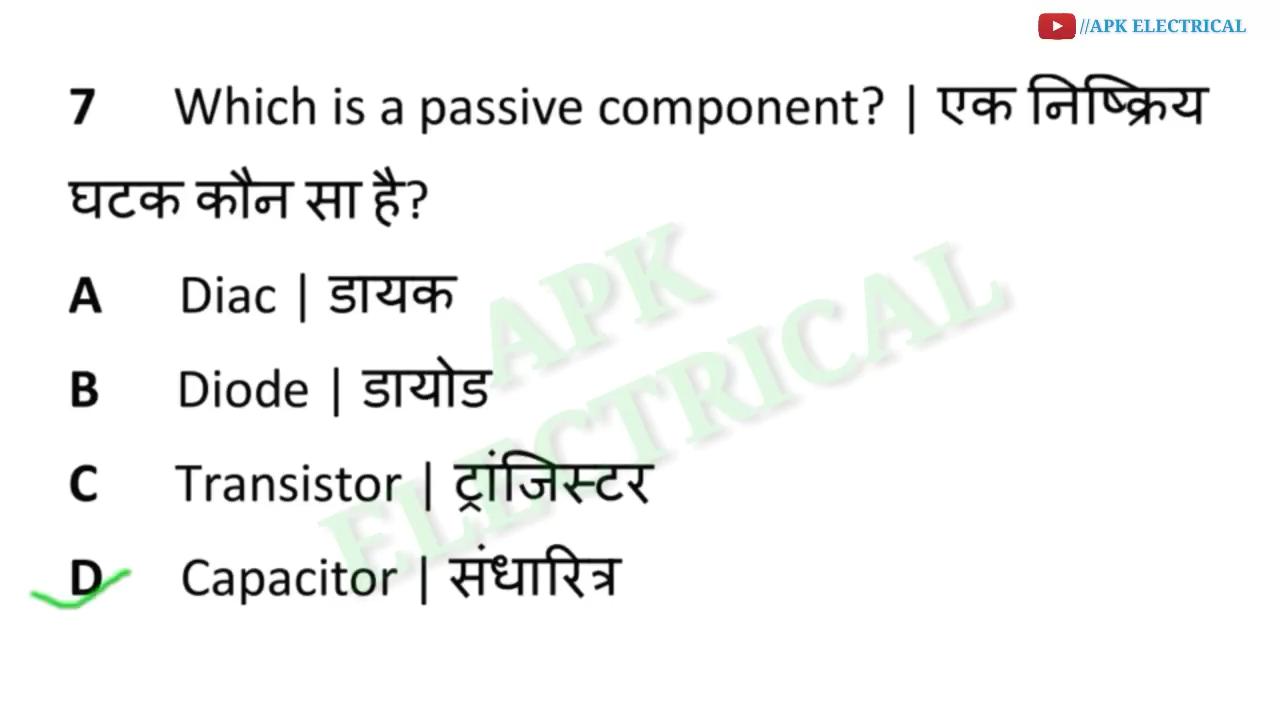 //APK ELECTRICAL
7 Which is a passive component? | एक निष्क्रिय
घटक कौन सा है?
A Diac | डायक
B Diode | डायोड
C Transistor | ट्रांजिस्टर
D Capacitor | संधारित्र
APK
ELECTRICAL